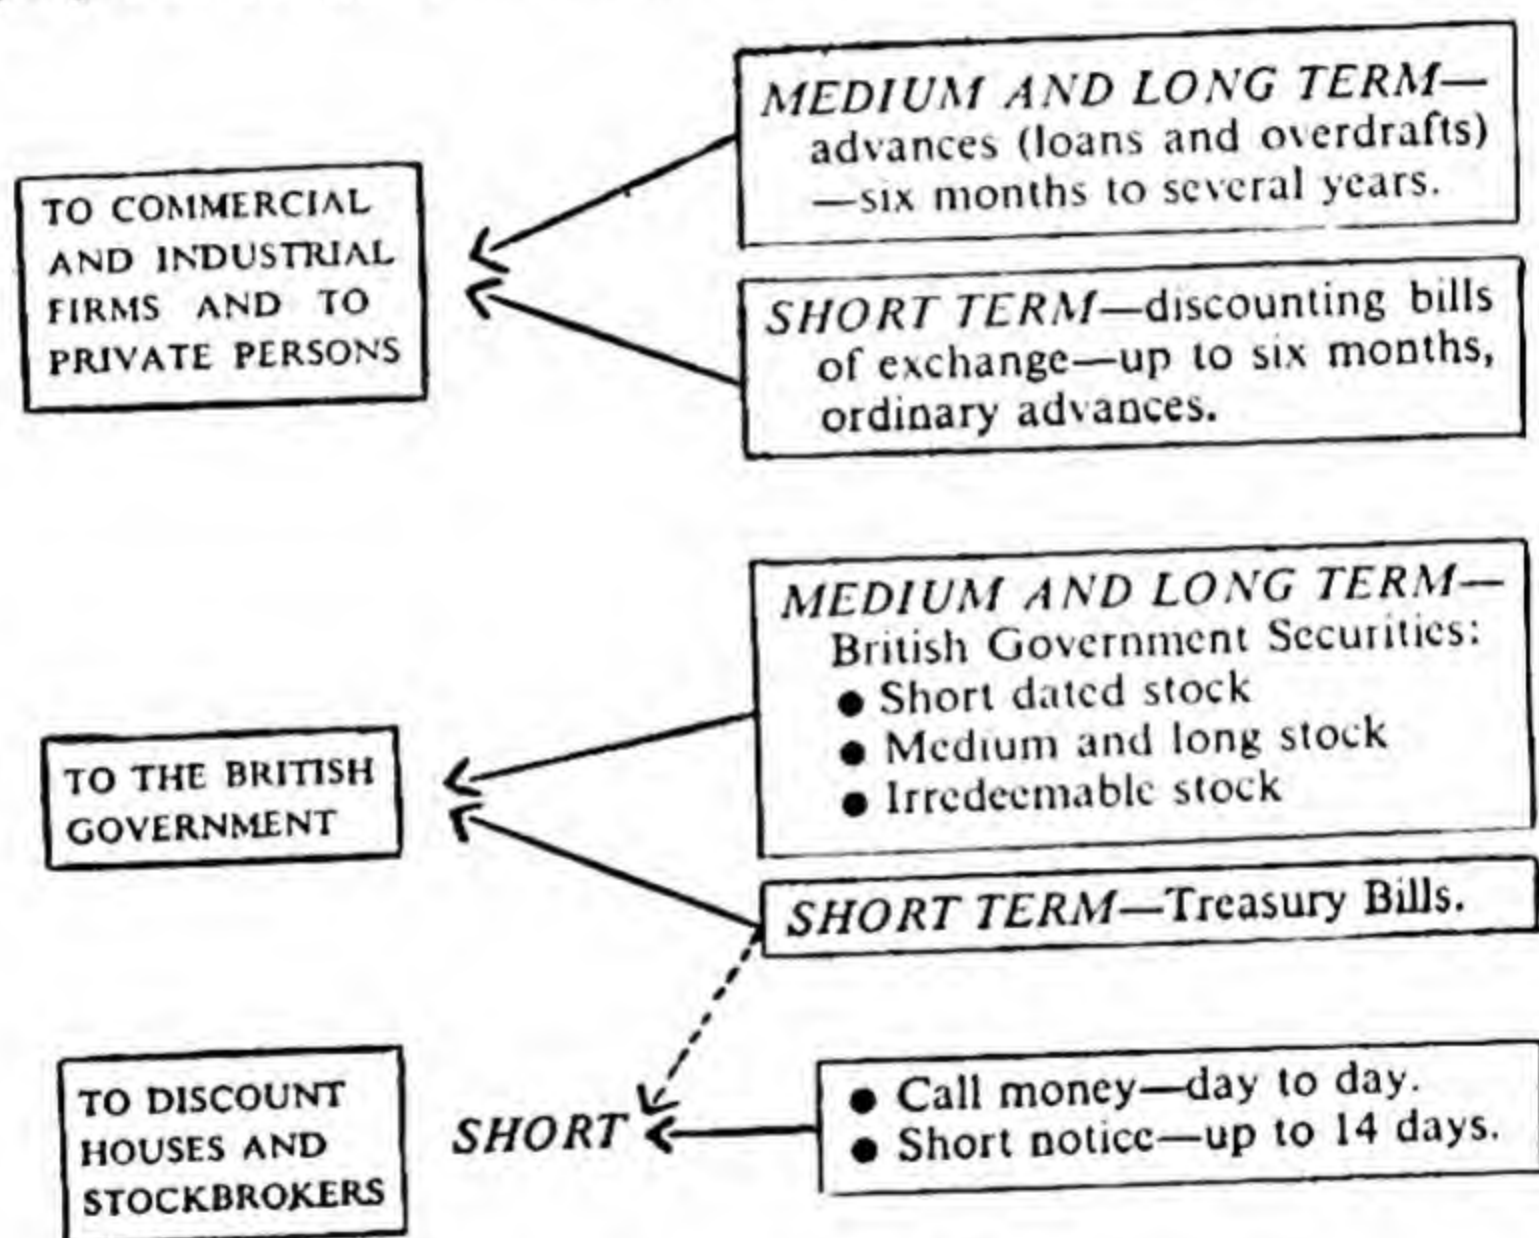 TO COMMERCIAL
AND INDUSTRIAL
FIRMS AND TO
PRIVATE PERSONS
MEDIUM AND LONG TERM—
advances (loans and overdrafts)
—six months to several years.
SHORT TERM—discounting bills
of exchange—up to six months,
ordinary advances.
TO THE BRITISH
GOVERNMENT
MEDIUM AND LONG TERM—
British Government Securities:
● Short dated stock
● Medium and long stock
● Irredeemable stock
SHORT TERM—Treasury Bills.
TO DISCOUNT
HOUSES AND
STOCKBROKERS
SHORT
● Call money—day to day.
● Short notice—up to 14 days.